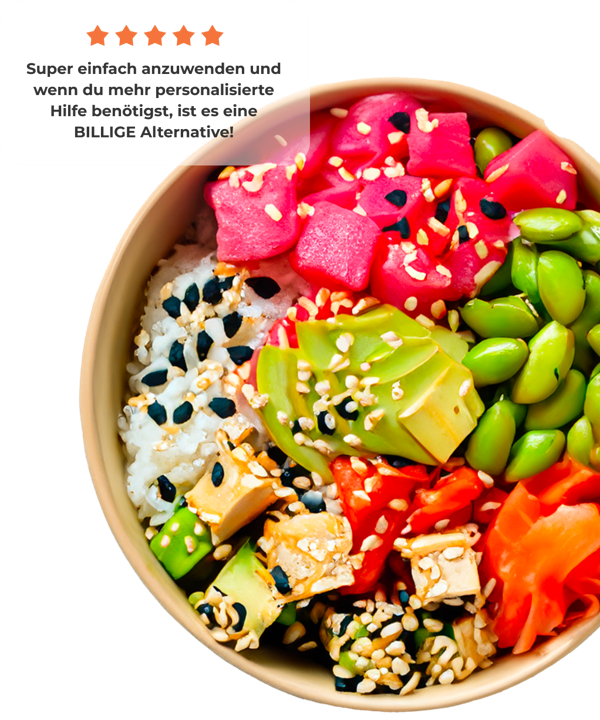 Super einfach anzuwenden und
wenn du mehr personalisierte
Hilfe benötigst, ist es eine
BILLIGE Alternative!